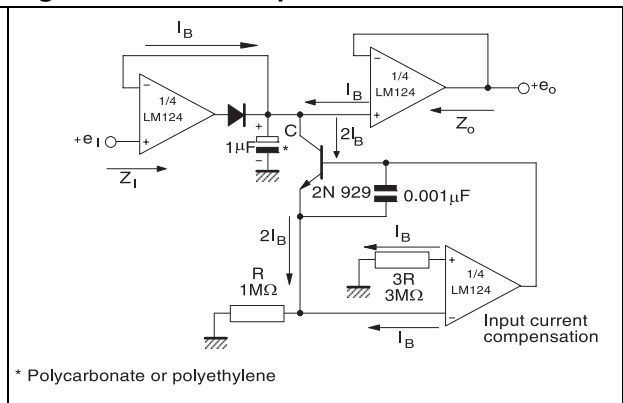 I_B
1/4
LM124
+e_I
Z_I
I_B
1/4
LM124
+e_o
Z_o
+
C
1µF
*
2I_B
2N 929
0.001µF
2I_B
R
1MΩ
I_B
3R
3MΩ
1/4
LM124
I_B
Input current
compensation
* Polycarbonate or polyethylene